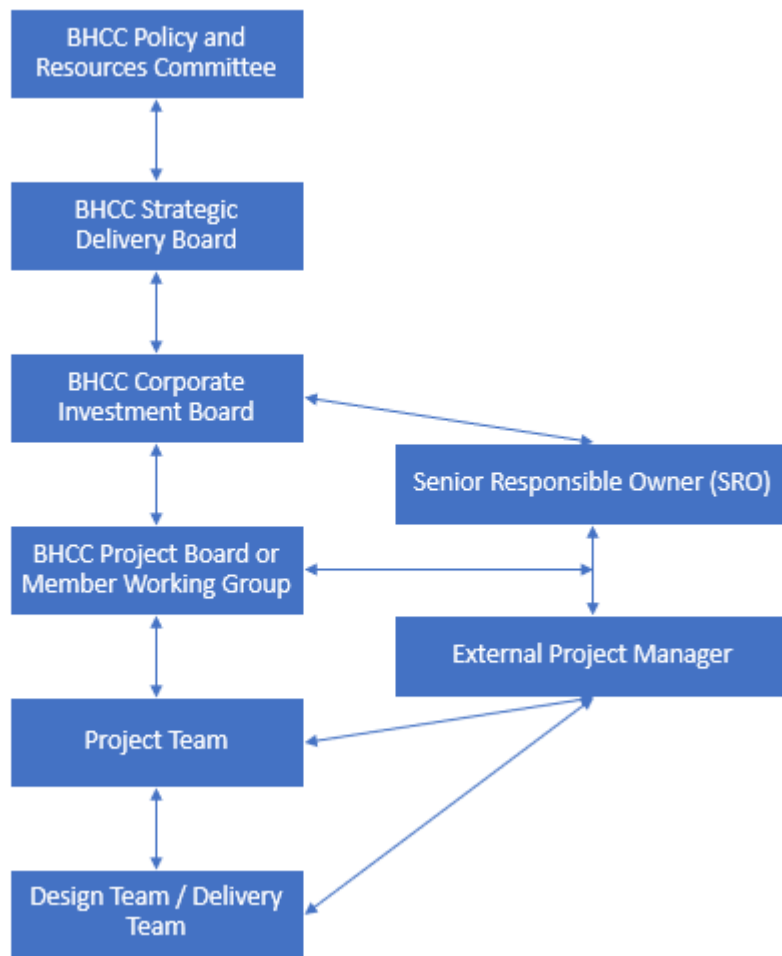 BHCC Policy and
Resources Committee
BHCC Strategic
Delivery Board
BHCC Corporate
Investment Board
Senior Responsible Owner (SRO)
BHCC Project Board or
Member Working Group
External Project Manager
Project Team
Design Team / Delivery
Team